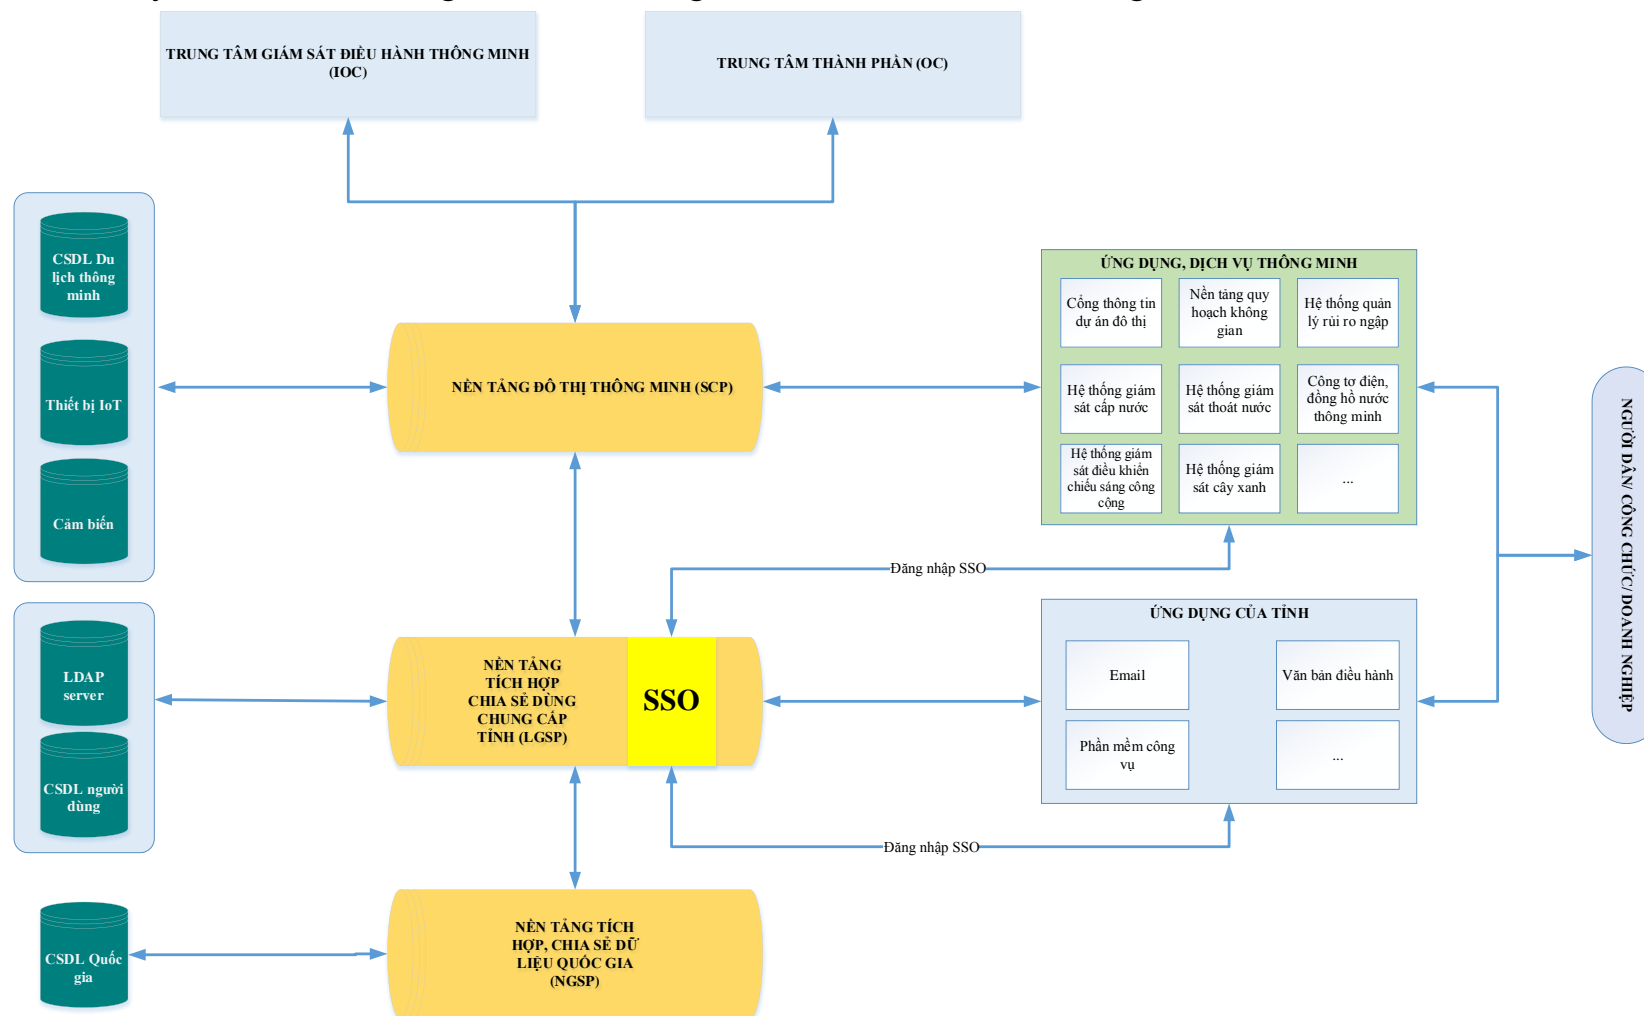 TRUNG TÂM GIÁM SÁT ĐIỀU HÀNH THÔNG MINH
(IOC)
TRUNG TÂM THÀNH PHẦN (OC)
CSDL Du
lịch thông
minh
Thiết bị IoT
Cảm biến
NỀN TẢNG ĐÔ THỊ THÔNG MINH (SCP)
ỨNG DỤNG, DỊCH VỤ THÔNG MINH
Cổng thông tin
dự án đô thị
Nền tảng quy
hoạch không
gian
Hệ thống quản
lý rủi ro ngập
Hệ thống giám
sát cấp nước
Hệ thống giám
sát thoát nước
Công tơ điện,
đồng hồ nước
thông minh
Hệ thống giám
sát điều khiển
chiếu sáng công
cộng
Hệ thống giám
sát cây xanh
...
NGƯỜI DÂN/ CÔNG CHỨC/ DOANH NGHIỆP
Đăng nhập SSO
LDAP
server
CSDL người
dùng
NỀN TẢNG
TÍCH HỢP
CHIA SẺ DÙNG
CHUNG CẤP
TỈNH (LGSP)
SSO
ỨNG DỤNG CỦA TỈNH
Email
Văn bản điều hành
Phần mềm công
vụ
...
Đăng nhập SSO
CSDL Quốc
gia
NỀN TẢNG TÍCH
HỢP, CHIA SẺ DỮ
LIỆU QUỐC GIA
(NGSP)